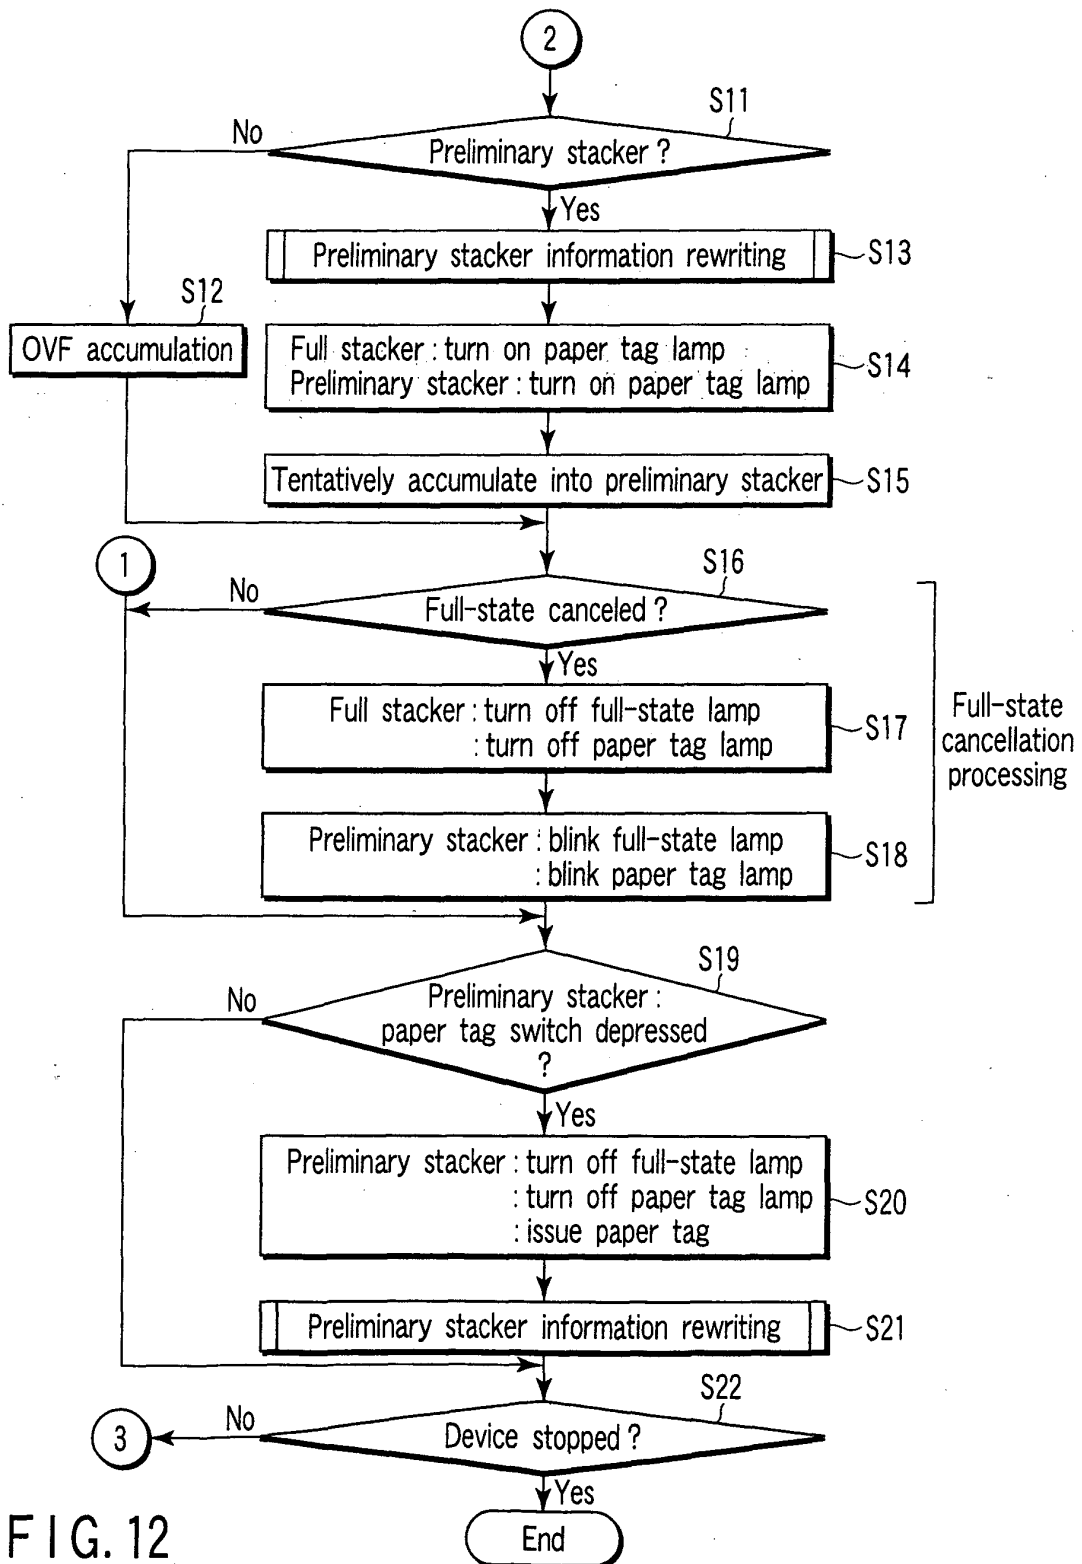 2
S11
No
Preliminary stacker ?
Yes
Preliminary stacker information rewriting
S13
S12
OVF accumulation
Full stacker : turn on paper tag lamp
Preliminary stacker : turn on paper tag lamp
S14
Tentatively accumulate into preliminary stacker
S15
1
S16
No
Full-state canceled ?
Yes
Full stacker : turn off full-state lamp
: turn off paper tag lamp
S17
Full-state
cancellation
processing
Preliminary stacker : blink full-state lamp
: blink paper tag lamp
S18
S19
No
Preliminary stacker :
paper tag switch depressed
?
Yes
Preliminary stacker : turn off full-state lamp
: turn off paper tag lamp
: issue paper tag
S20
Preliminary stacker information rewriting
S21
S22
3
No
Device stopped ?
Yes
End
FIG. 12